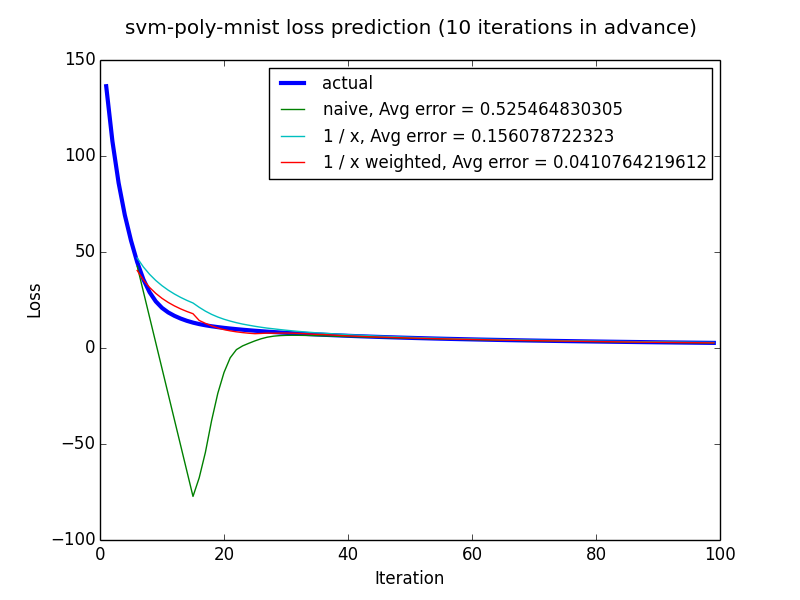 svm-poly-mnist loss prediction (10 iterations in advance)
150
actual
naive, Avg error = 0.525464830305
1 / x, Avg error = 0.156078722323
1 / x weighted, Avg error = 0.0410764219612
100
50
Loss
0
−50
−100
0 20 40 60 80 100
Iteration